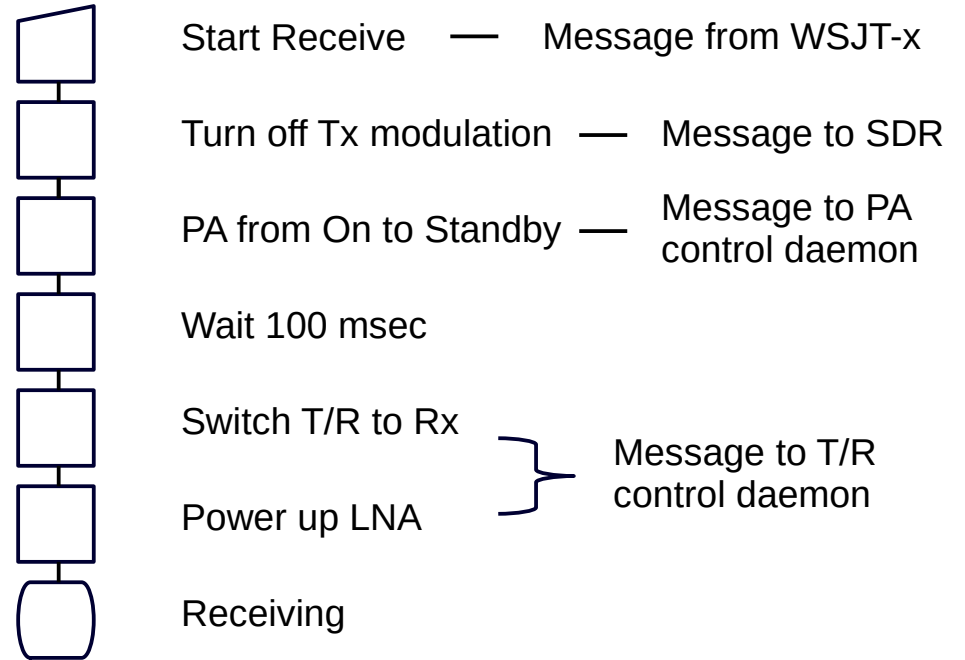 Start Receive — Message from WSJT-x
Turn off Tx modulation — Message to SDR
PA from On to Standby — Message to PA
control daemon
Wait 100 msec
Switch T/R to Rx
Power up LNA
Message to T/R
control daemon
Receiving